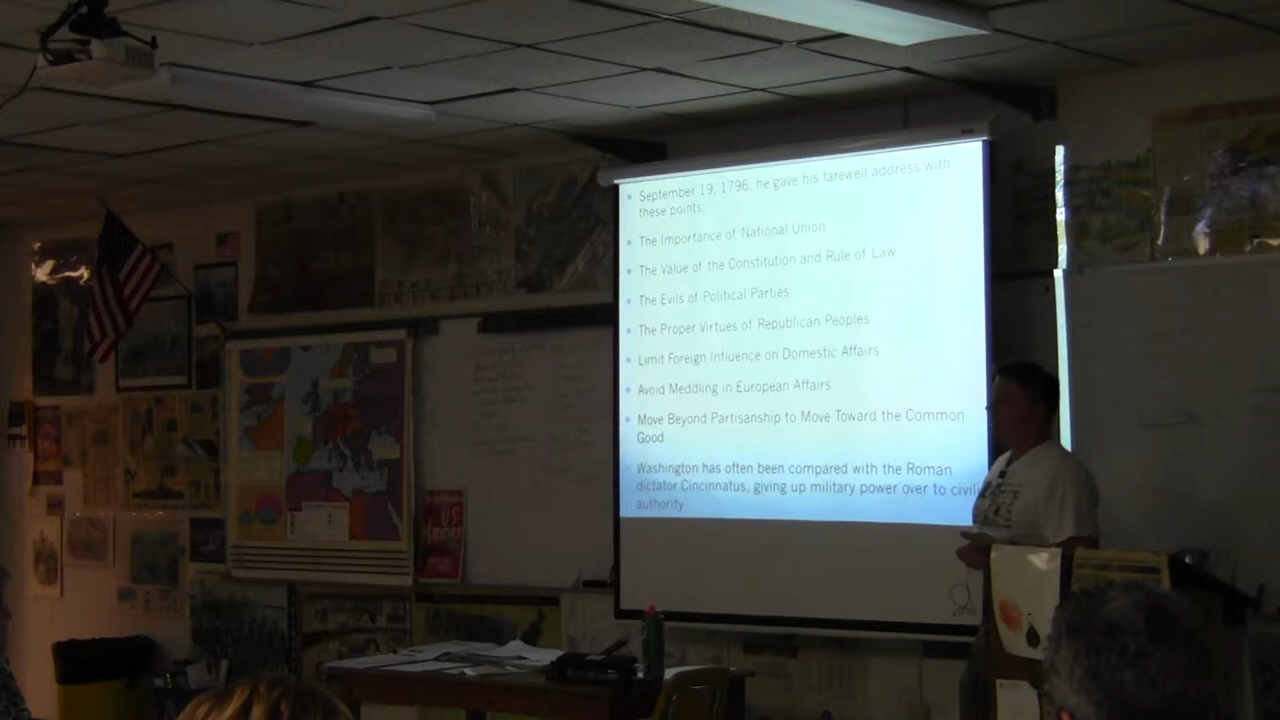 September 19, 1796, he gave his farewell address with
these points.
The Importance of National Union
The Value of the Constitution and Rule of Law
The Evils of Political Parties
The Proper Virtues of Republican Peoples
Limit Foreign Influence on Domestic Affairs
Avoid Meddling in European Affairs
Move Beyond Partisanship to Move Toward the Common
Good
Washington has often been compared with the Roman
dictator Cincinnatus, giving up military power over to civil
authority
US